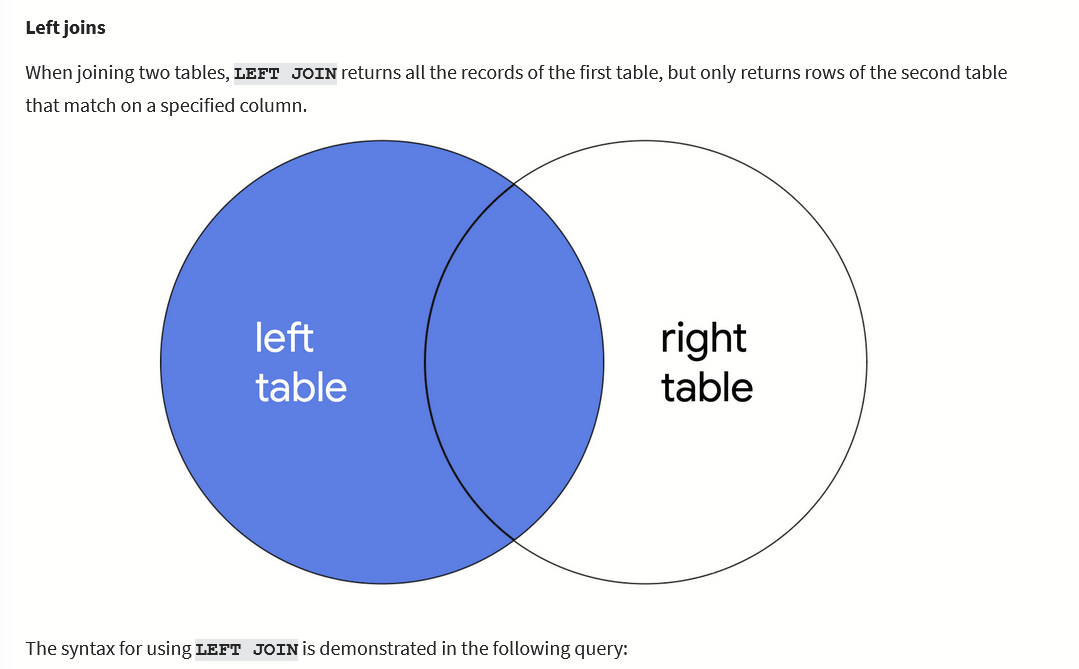 Left joins
When joining two tables, LEFT JOIN returns all the records of the first table, but only returns rows of the second table
that match on a specified column.
left
table
right
table
The syntax for using LEFT JOIN is demonstrated in the following query: